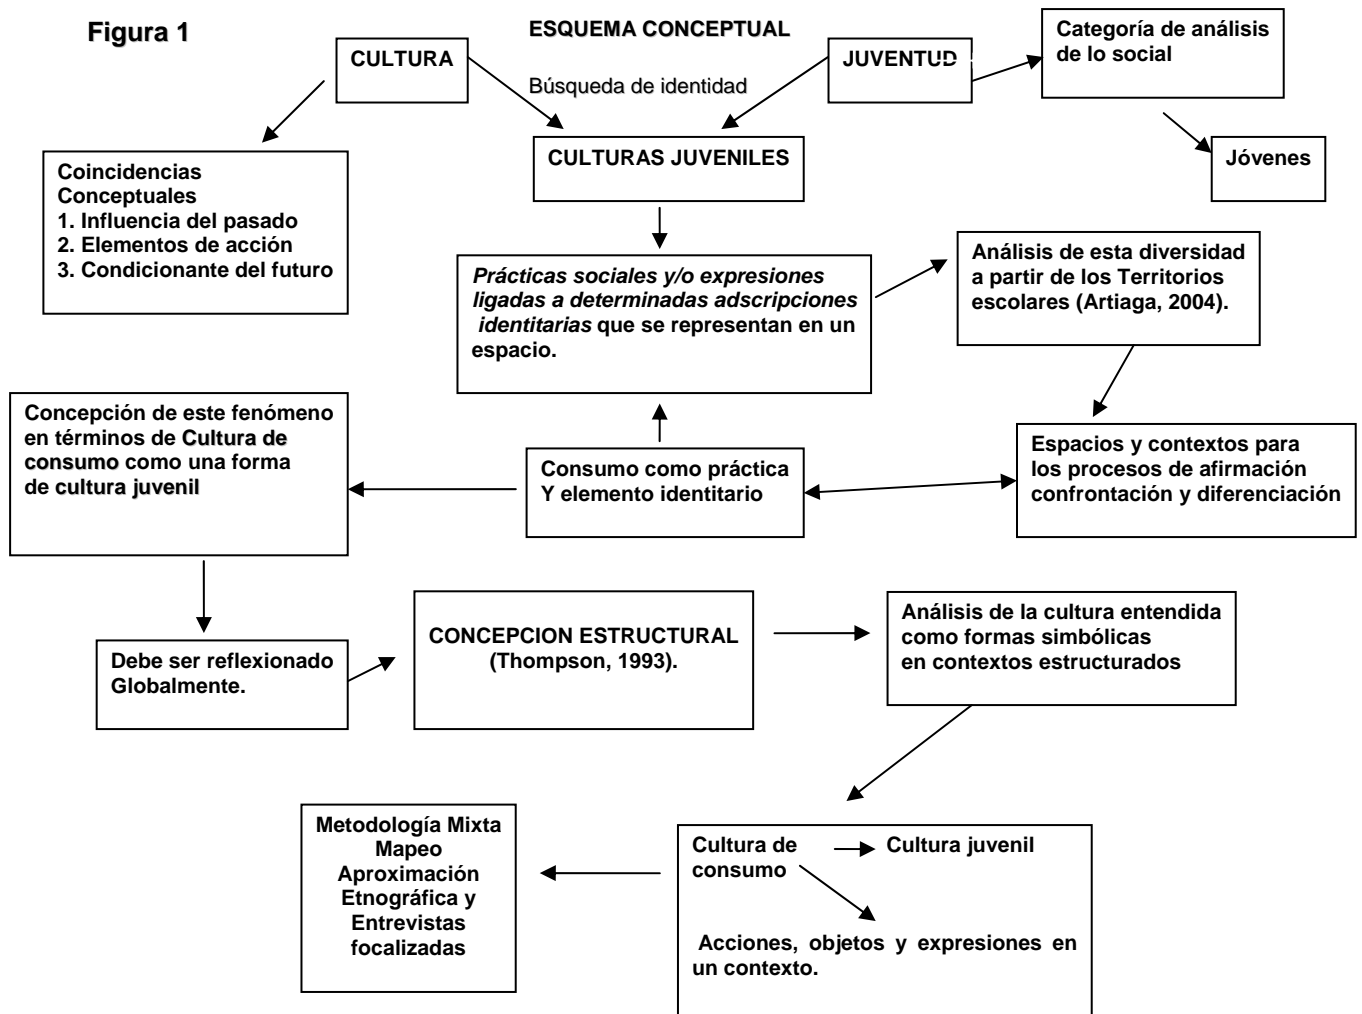 Figura 1
ESQUEMA CONCEPTUAL
CULTURA
JUVENTUD
Categoría de análisis
de lo social
Búsqueda de identidad
Coincidencias
Conceptuales
1. Influencia del pasado
2. Elementos de acción
3. Condicionante del futuro
CULTURAS JUVENILES
Jóvenes
Prácticas sociales y/o expresiones
ligadas a determinadas adscripciones
identitarias que se representan en un
espacio.
Análisis de esta diversidad
a partir de los Territorios
escolares (Artiaga, 2004).
Concepción de este fenómeno
en términos de Cultura de
consumo como una forma
de cultura juvenil
Consumo como práctica
Y elemento identitario
Espacios y contextos para
los procesos de afirmación
confrontación y diferenciación
Debe ser reflexionado
Globalmente.
CONCEPCION ESTRUCTURAL
(Thompson, 1993).
Análisis de la cultura entendida
como formas simbólicas
en contextos estructurados
Metodología Mixta
Mapeo
Aproximación
Etnográfica y
Entrevistas
focalizadas
Cultura de
consumo
Cultura juvenil
Acciones, objetos y expresiones en
un contexto.